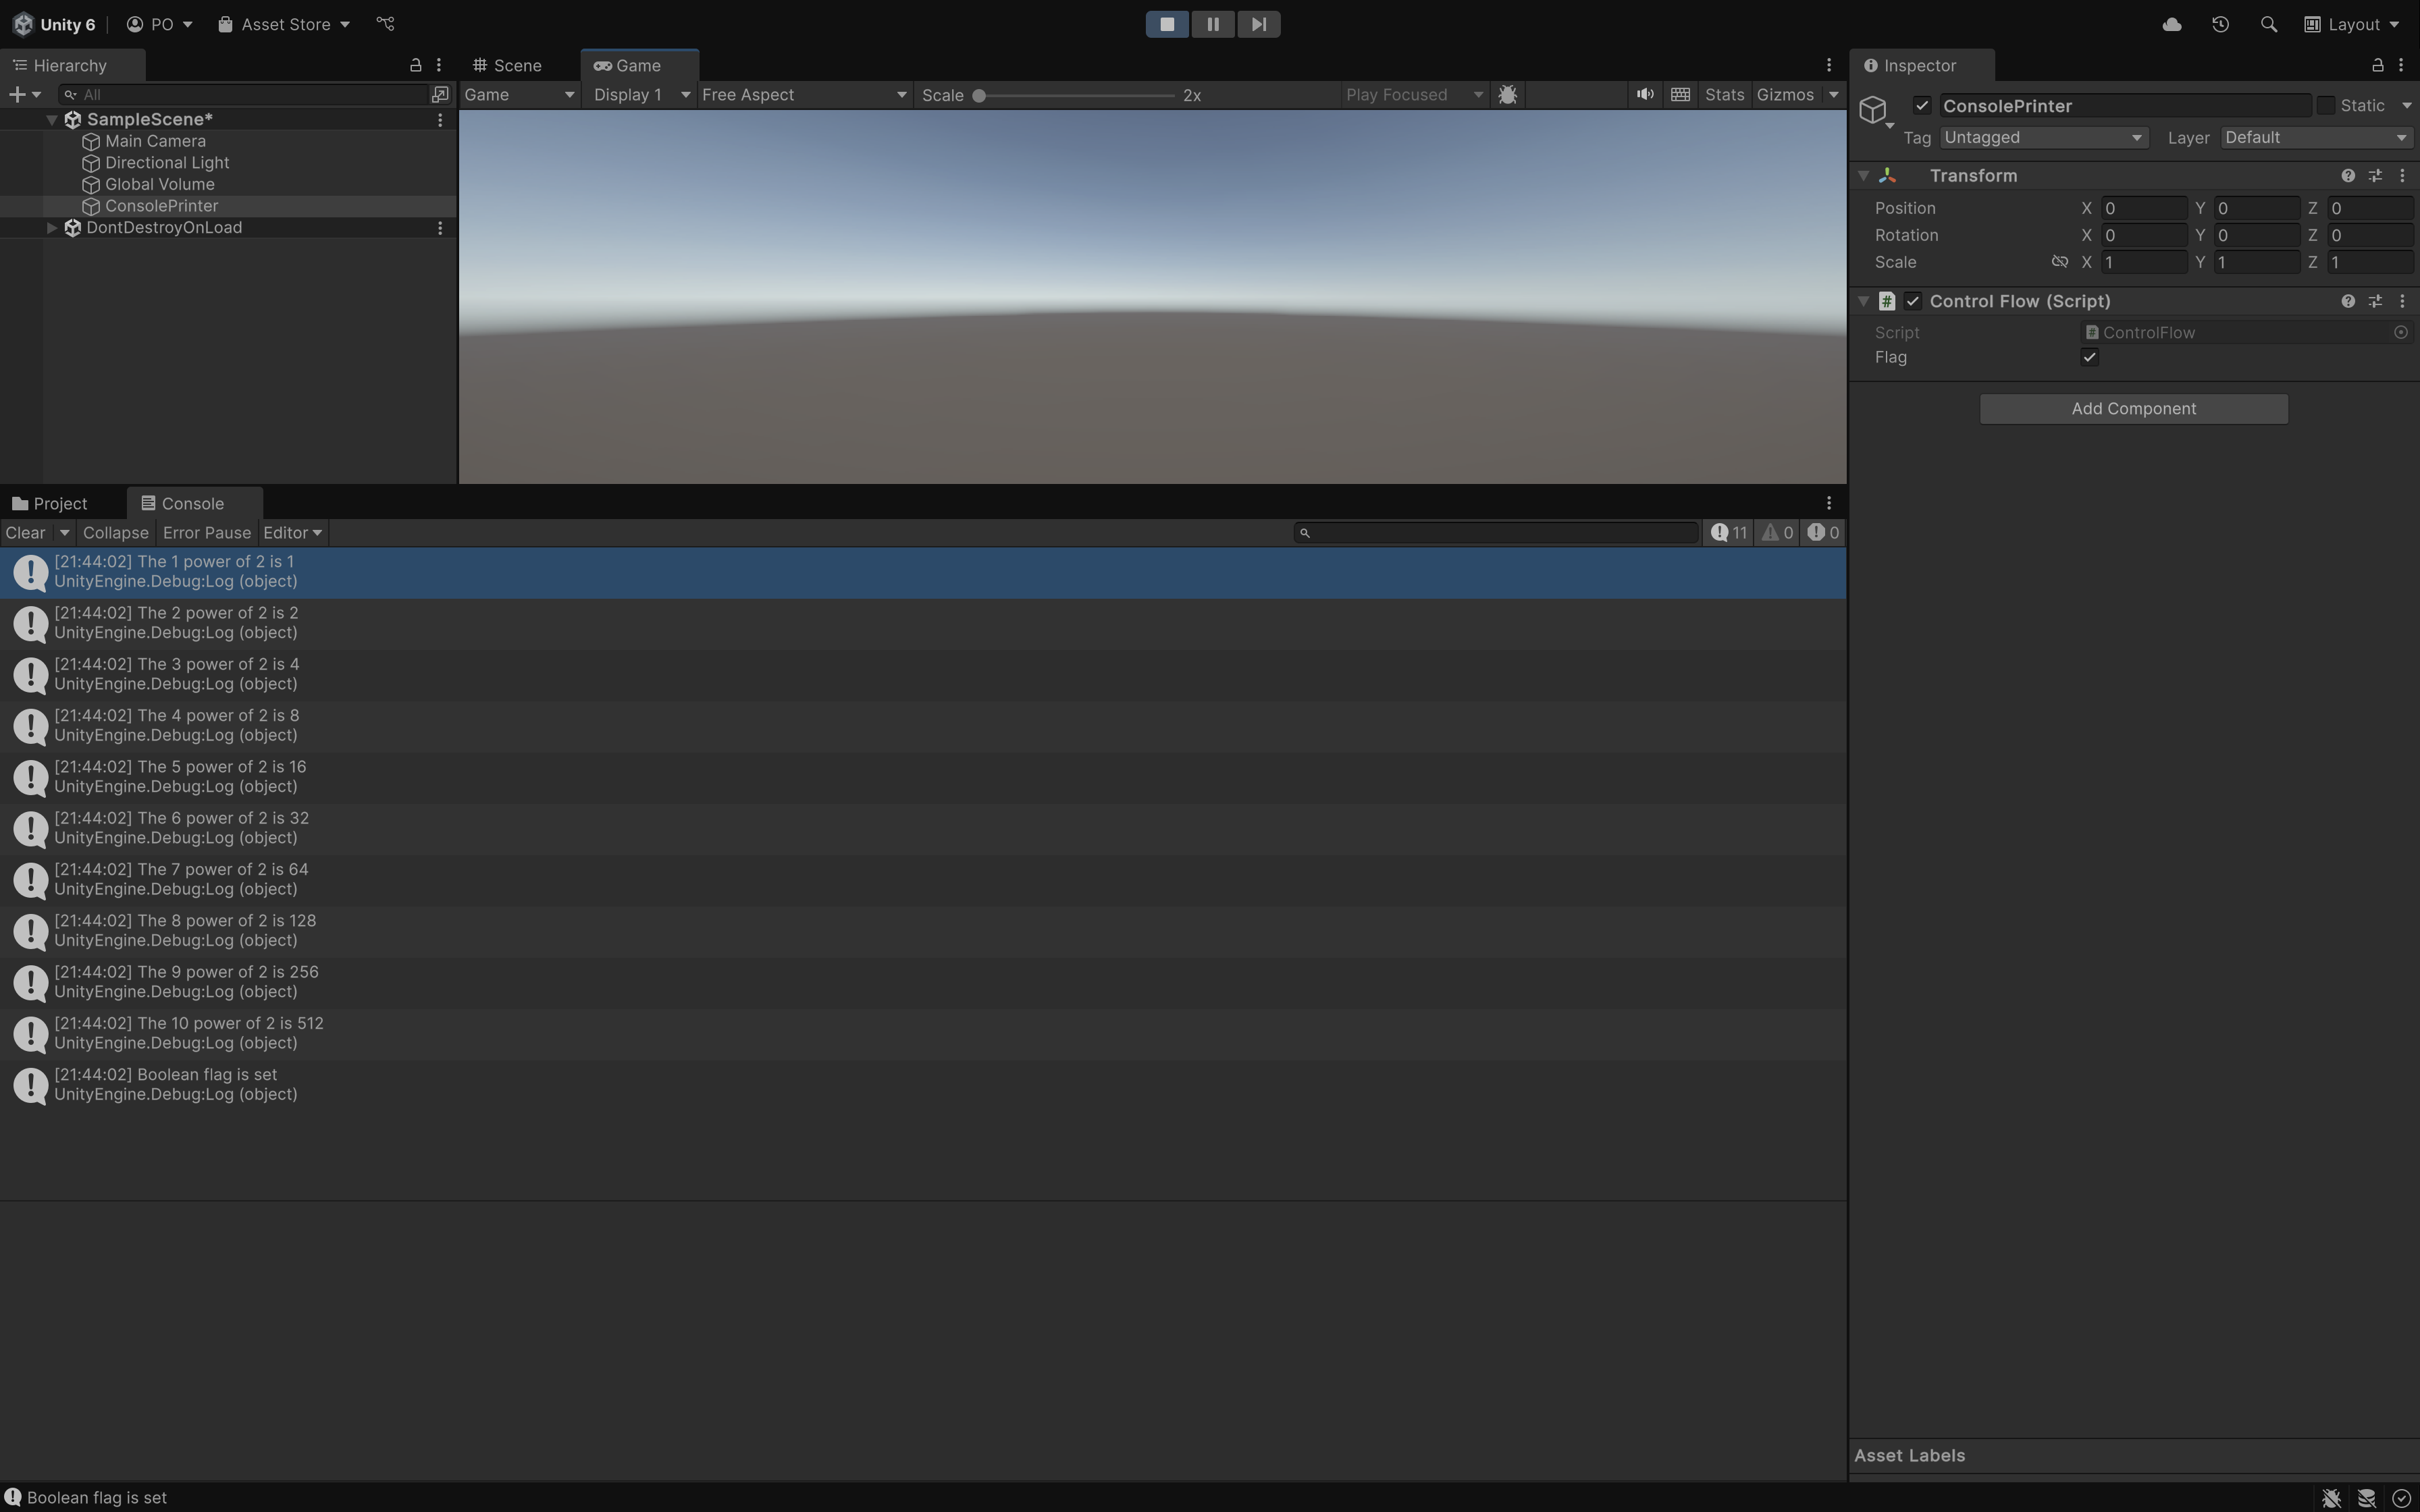 Unity 6 PO Asset Store Layout
Hierarchy
All
SampleScene*
Main Camera
Directional Light
Global Volume
ConsolePrinter
DontDestroyOnLoad
Scene Game
Game Display 1 Free Aspect Scale 2x Play Focused Stats Gizmos
Project Console
Clear Collapse Error Pause Editor 11 0 0
[21:44:02] The 1 power of 2 is 1
UnityEngine.Debug:Log (object)
[21:44:02] The 2 power of 2 is 2
UnityEngine.Debug:Log (object)
[21:44:02] The 3 power of 2 is 4
UnityEngine.Debug:Log (object)
[21:44:02] The 4 power of 2 is 8
UnityEngine.Debug:Log (object)
[21:44:02] The 5 power of 2 is 16
UnityEngine.Debug:Log (object)
[21:44:02] The 6 power of 2 is 32
UnityEngine.Debug:Log (object)
[21:44:02] The 7 power of 2 is 64
UnityEngine.Debug:Log (object)
[21:44:02] The 8 power of 2 is 128
UnityEngine.Debug:Log (object)
[21:44:02] The 9 power of 2 is 256
UnityEngine.Debug:Log (object)
[21:44:02] The 10 power of 2 is 512
UnityEngine.Debug:Log (object)
[21:44:02] Boolean flag is set
UnityEngine.Debug:Log (object)
Boolean flag is set
Inspector
ConsolePrinter Static
Tag Untagged Layer Default
Transform
Position X 0 Y 0 Z 0
Rotation X 0 Y 0 Z 0
Scale X 1 Y 1 Z 1
# Control Flow (Script)
Script # ControlFlow
Flag
Add Component
Asset Labels